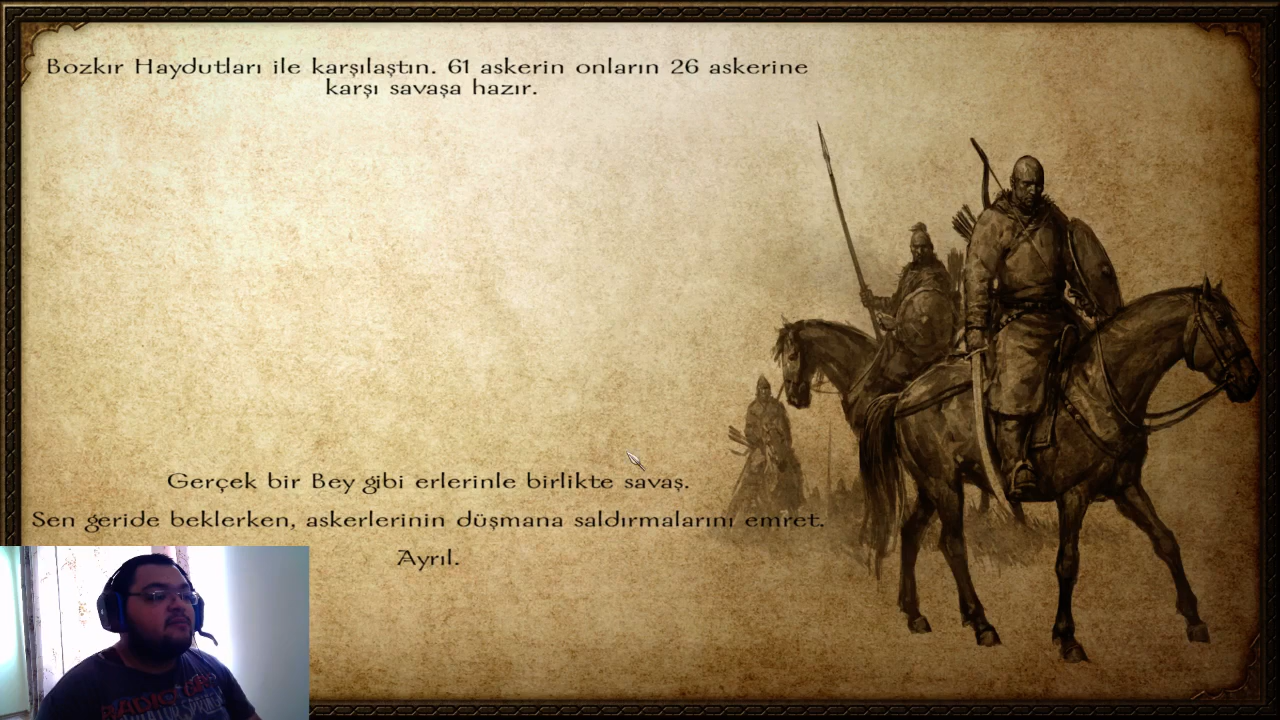 Bozkır Haydutları ile karşılaştın. 61 askerin onların 26 askerine
karşı savaşa hazır.
Gerçek bir Bey gibi erlerinle birlikte savaş.
Sen geride beklerken, askerlerinin düşmana saldırmalarını emret.
Ayrıl.